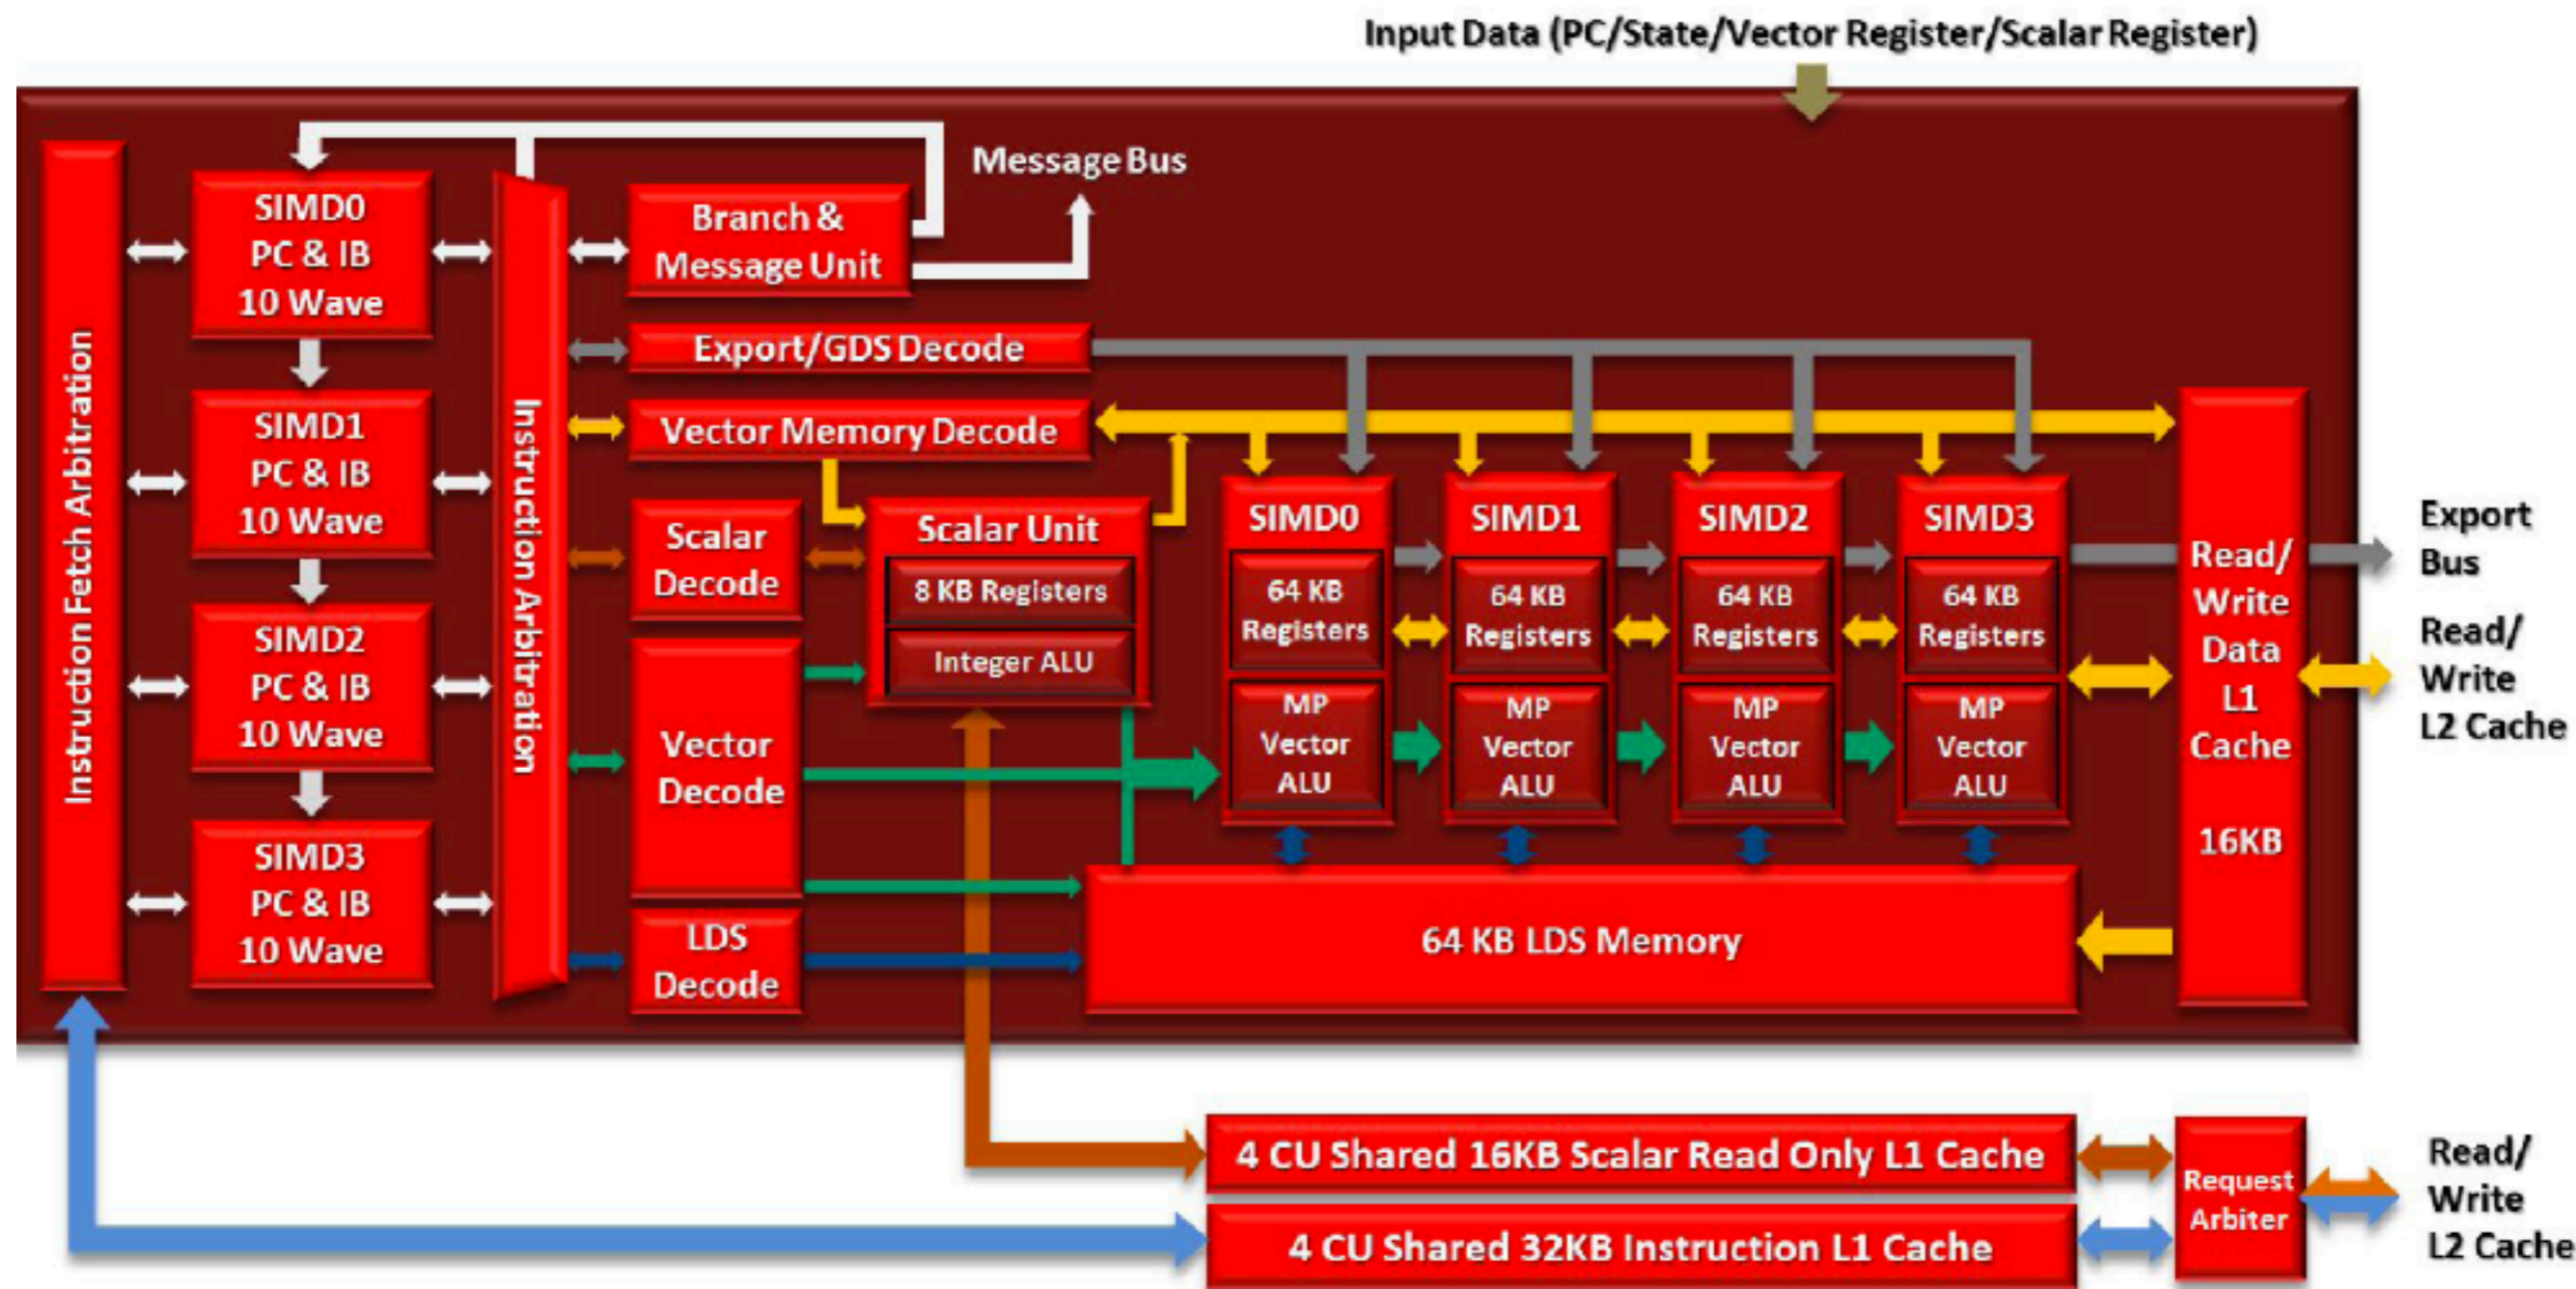 Input Data (PC/State/Vector Register/Scalar Register)
Instruction Fetch Arbitration
SIMD0
PC & IB
10 Wave
SIMD1
PC & IB
10 Wave
SIMD2
PC & IB
10 Wave
SIMD3
PC & IB
10 Wave
Instruction Arbitration
Branch &
Message Unit
Message Bus
Export/GDS Decode
Vector Memory Decode
Scalar
Decode
Scalar Unit
8 KB Registers
Integer ALU
Vector
Decode
LDS
Decode
SIMD0
64 KB
Registers
MP
Vector
ALU
SIMD1
64 KB
Registers
MP
Vector
ALU
SIMD2
64 KB
Registers
MP
Vector
ALU
SIMD3
64 KB
Registers
MP
Vector
ALU
64 KB LDS Memory
Read/
Write
Data
L1
Cache
16KB
Export
Bus
Read/
Write
L2 Cache
4 CU Shared 16KB Scalar Read Only L1 Cache
4 CU Shared 32KB Instruction L1 Cache
Request
Arbiter
Read/
Write
L2 Cache